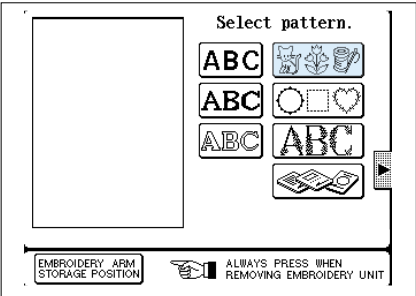 Select pattern.
ABC
ABC
ABC
ABC
EMBROIDERY ARM
STORAGE POSITION
ALWAYS PRESS WHEN
REMOVING EMBROIDERY UNIT